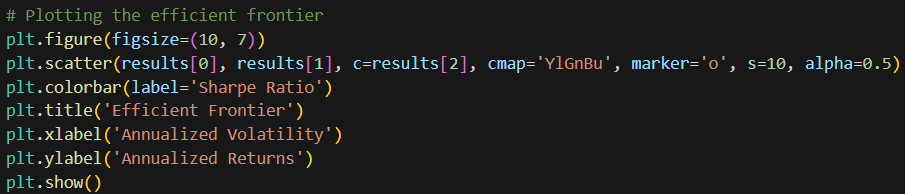 # Plotting the efficient frontier
plt.figure(figsize=(10, 7))
plt.scatter(results[0], results[1], c=results[2], cmap='YlGnBu', marker='o', s=10, alpha=0.5)
plt.colorbar(label='Sharpe Ratio')
plt.title('Efficient Frontier')
plt.xlabel('Annualized Volatility')
plt.ylabel('Annualized Returns')
plt.show()